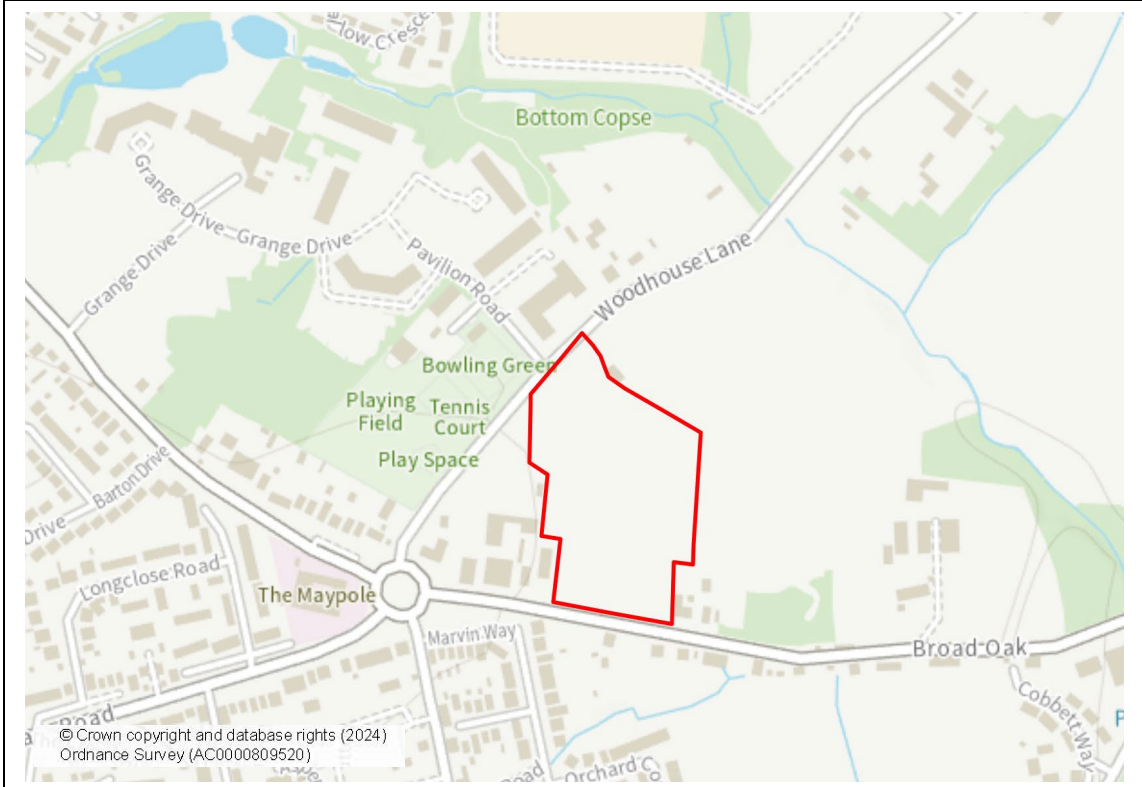 low Cresce
Bottom Copse
Grange Drive
Grange Drive
Grange Drive
Pavilion Road
Woodhouse Lane
Bowling Green
Playing
Field
Tennis
Court
Play Space
Barton Drive
Drive
Longclose Road
The Maypole
Marvin Way
Broad Oak
Cobbett Way
P
Road
Road
Orchard Co
© Crown copyright and database rights (2024)
Ordnance Survey (AC0000809520)